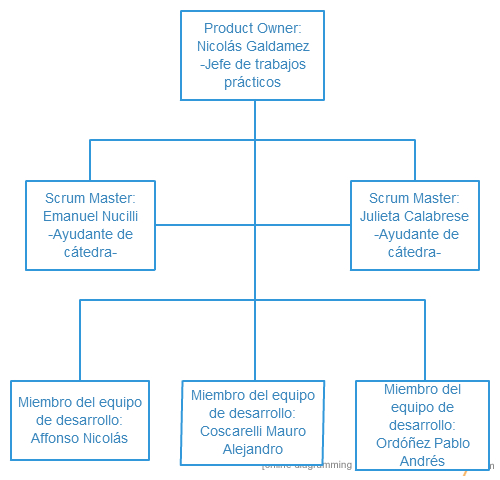 Product Owner:
Nicolás Galdamez
-Jefe de trabajos
prácticos
Scrum Master:
Emanuel Nucilli
-Ayudante de
cátedra-
Scrum Master:
Julieta Calabrese
-Ayudante de
cátedra-
Miembro del equipo
de desarrollo:
Affonso Nicolás
Miembro del equipo
de desarrollo:
Coscarelli Mauro
Alejandro
Miembro del
equipo de
desarrollo:
Ordóñez Pablo
Andrés
[online diagramming